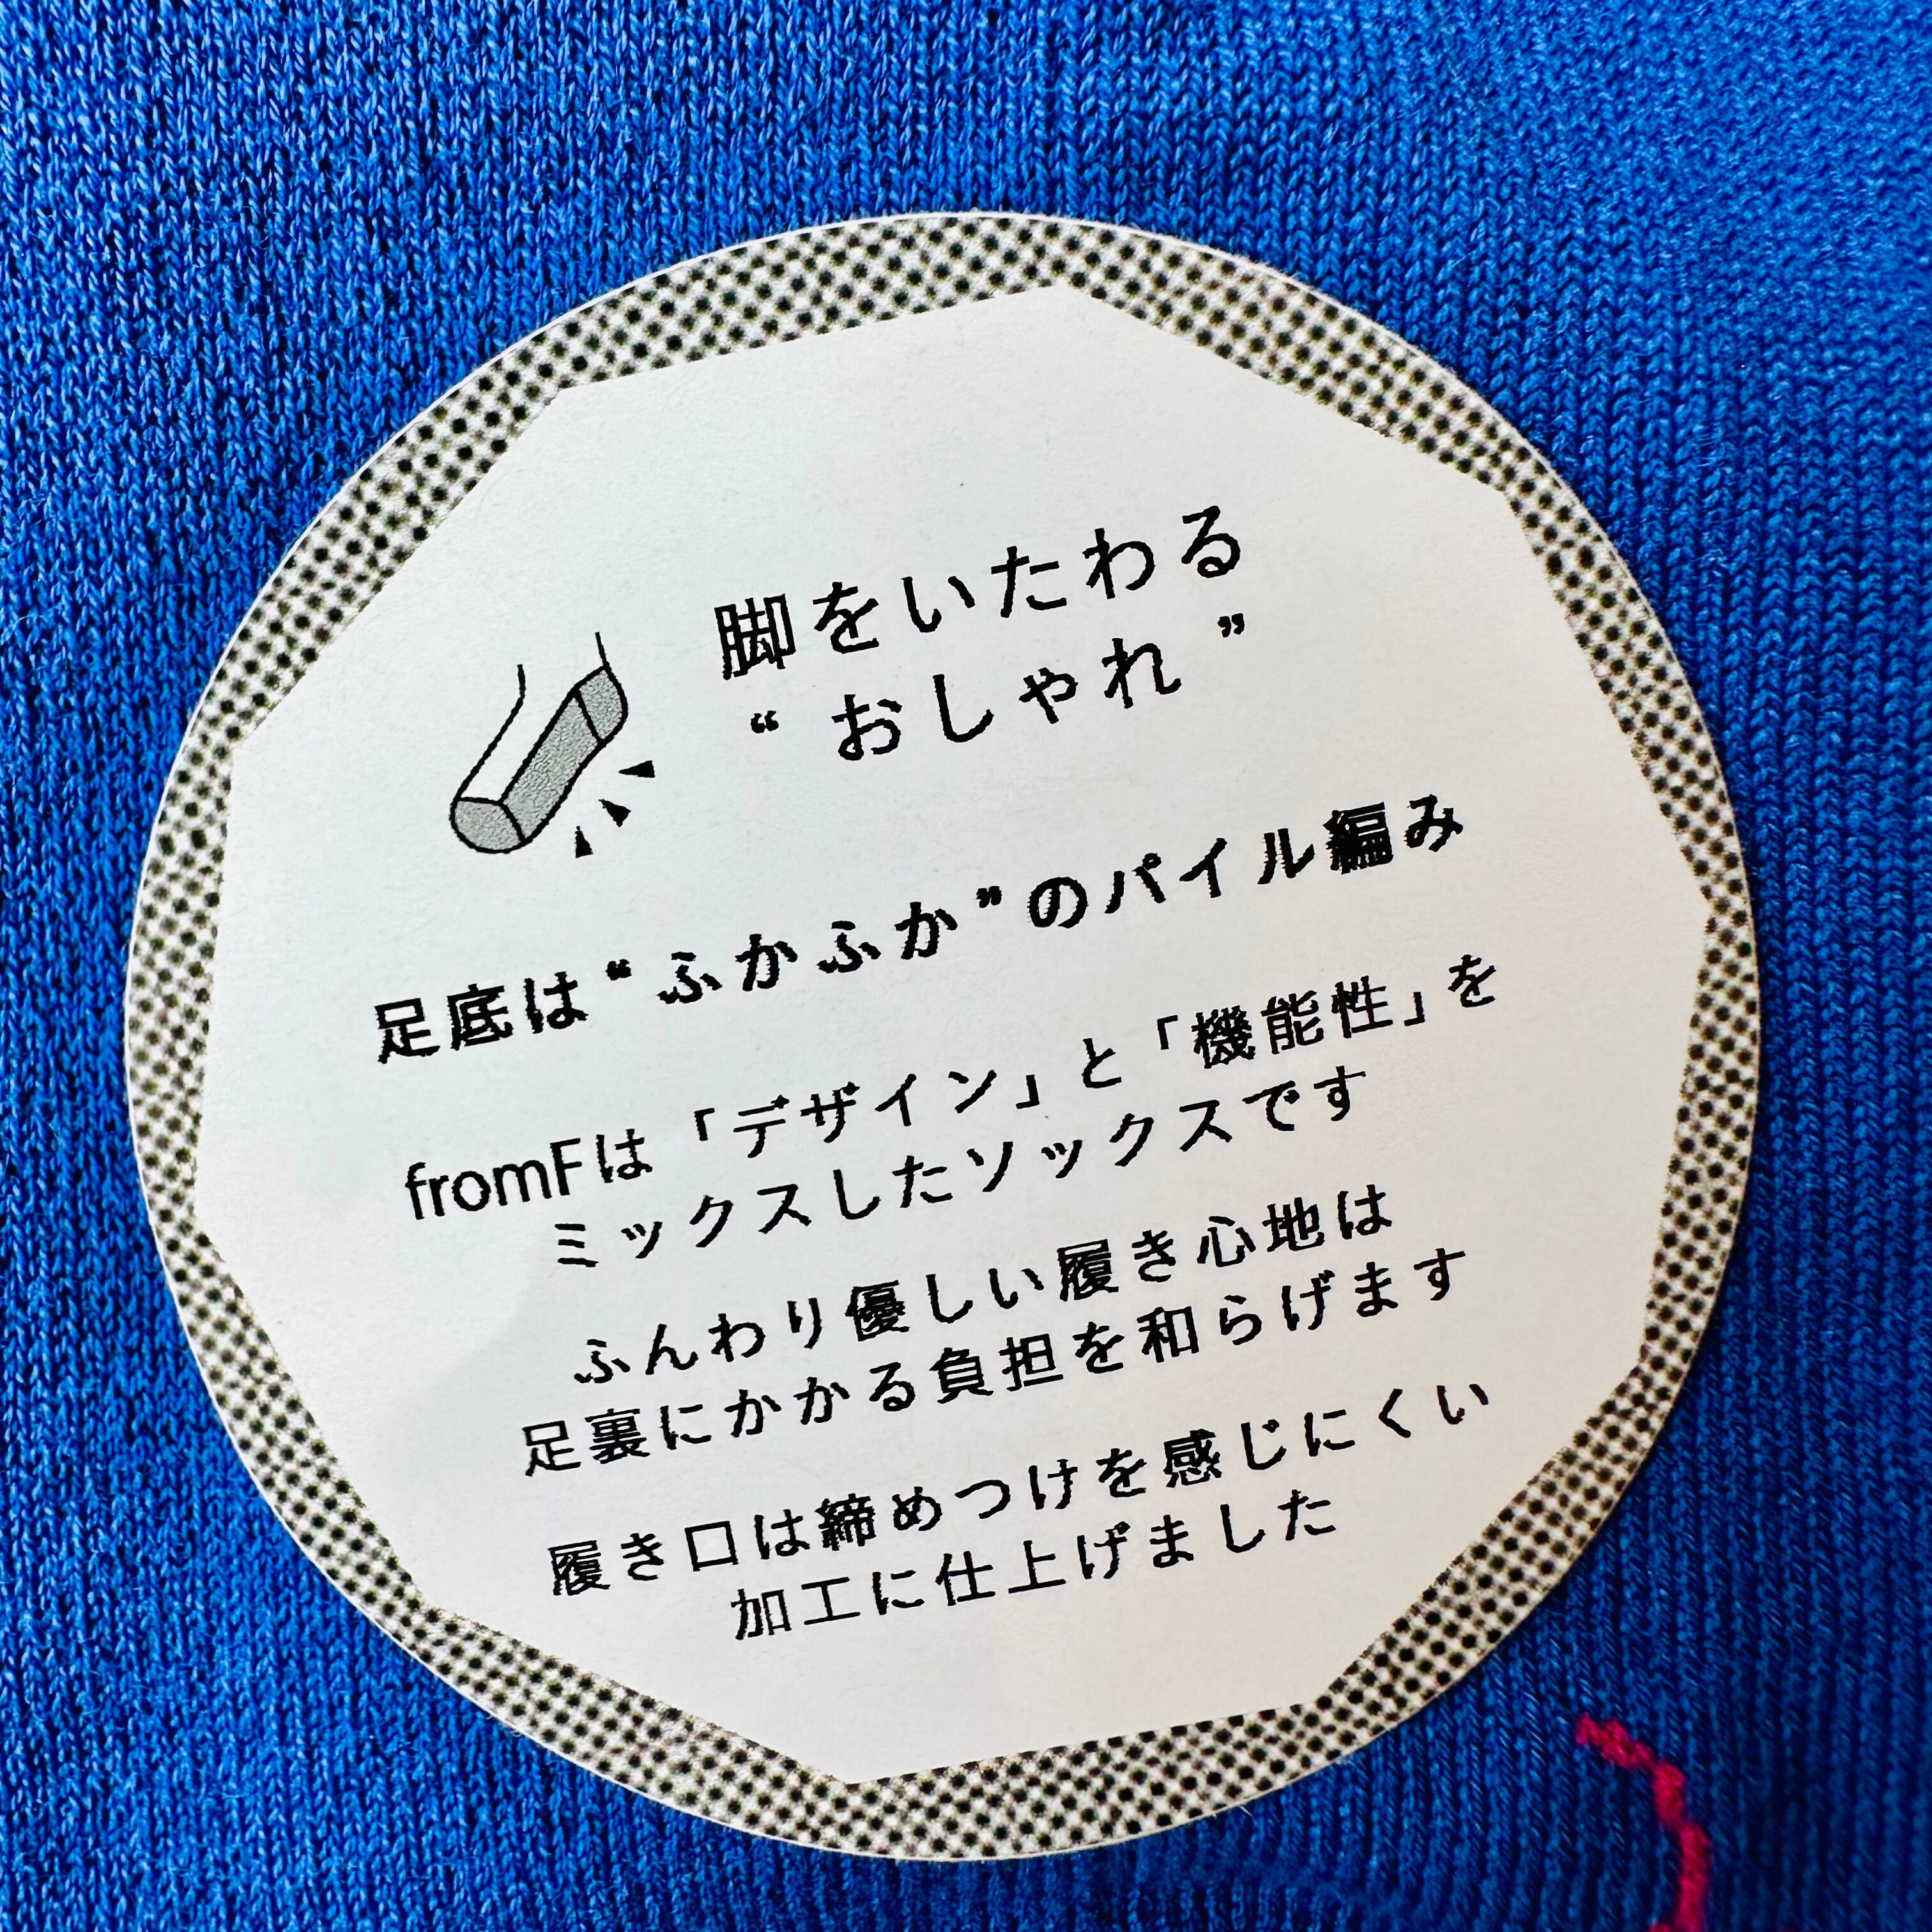 脚をいたわる
“おしゃれ”
足底は“ふかふか”のパイル編み
fromFは「デザイン」と「機能性」を
ミックスしたソックスです
ふんわり優しい履き心地は
足裏にかかる負担を和らげます
履き口は締めつけを感じにくい
加工に仕上げました